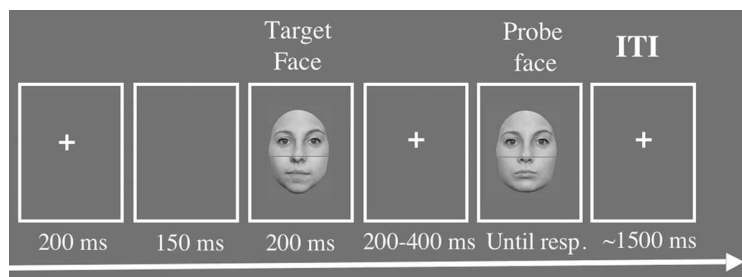 Target
Face
Probe
face
ITI
200 ms
150 ms
200 ms
200-400 ms
Until resp.
~1500 ms